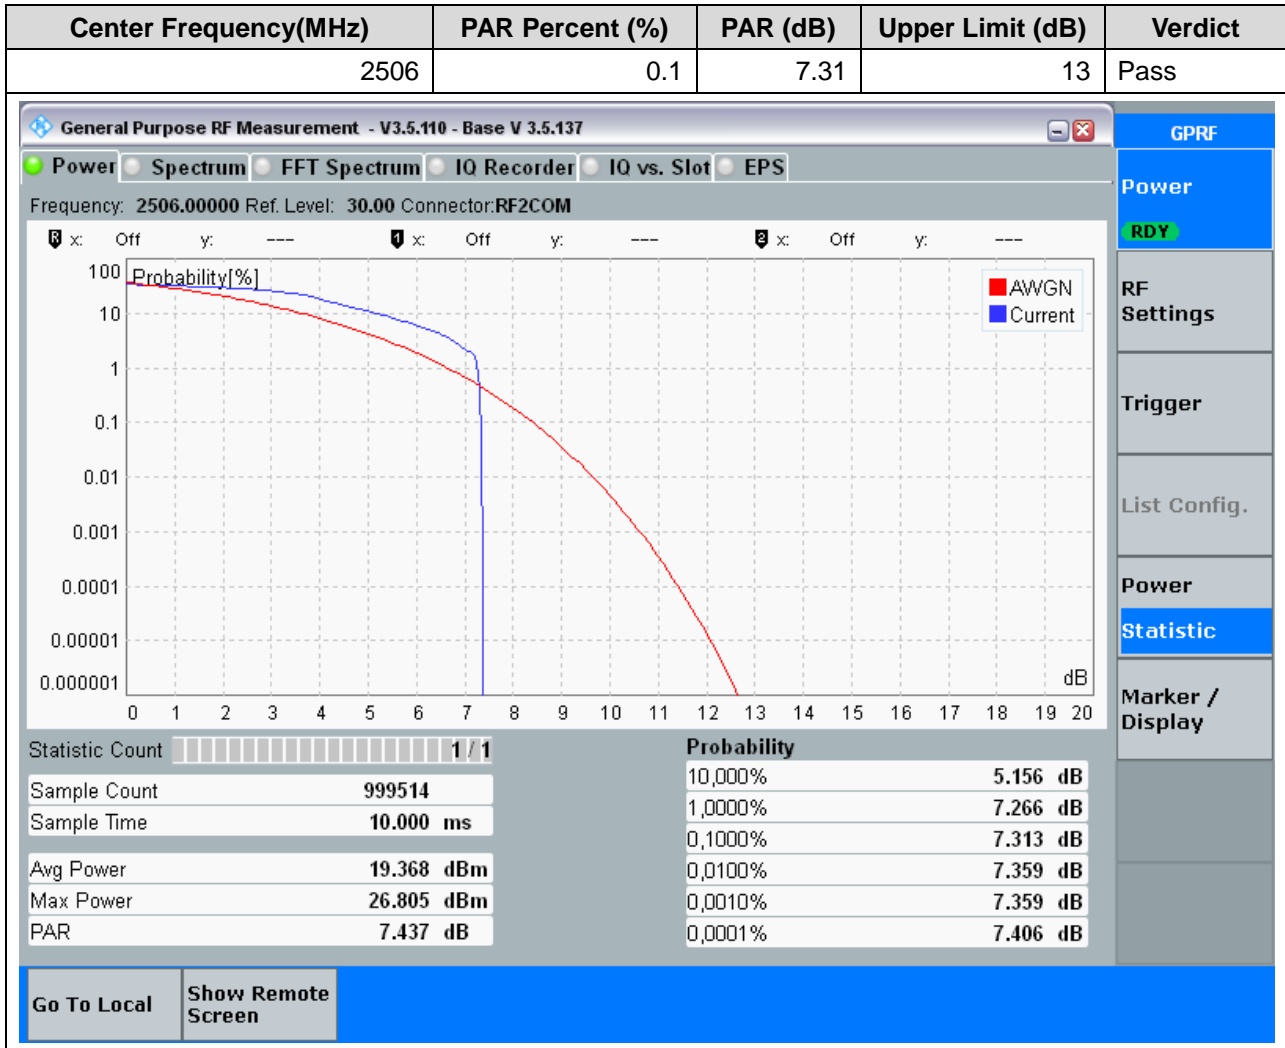 Center Frequency(MHz) PAR Percent (%) PAR (dB) Upper Limit (dB) Verdict
2506 0.1 7.31 13 Pass
General Purpose RF Measurement - V3.5.110 - Base V 3.5.137
GPRF
Power Spectrum FFT Spectrum IQ Recorder IQ vs. Slot EPS
Frequency: 2506.00000 Ref. Level: 30.00 Connector:RF2COM
R x: Off y: --- 1 x: Off y: --- 2 x: Off y: ---
Probability[%]
100
10
1
0.1
0.01
0.001
0.0001
0.00001
0.000001
AWGN
Current
dB
0 1 2 3 4 5 6 7 8 9 10 11 12 13 14 15 16 17 18 19 20
Statistic Count 1 / 1
Sample Count 999514
Sample Time 10.000 ms
Avg Power 19.368 dBm
Max Power 26.805 dBm
PAR 7.437 dB
Probability
10,000% 5.156 dB
1,0000% 7.266 dB
0,1000% 7.313 dB
0,0100% 7.359 dB
0,0010% 7.359 dB
0,0001% 7.406 dB
Power
RDY
RF
Settings
Trigger
List Config.
Power
Statistic
Marker /
Display
Go To Local
Show Remote
Screen